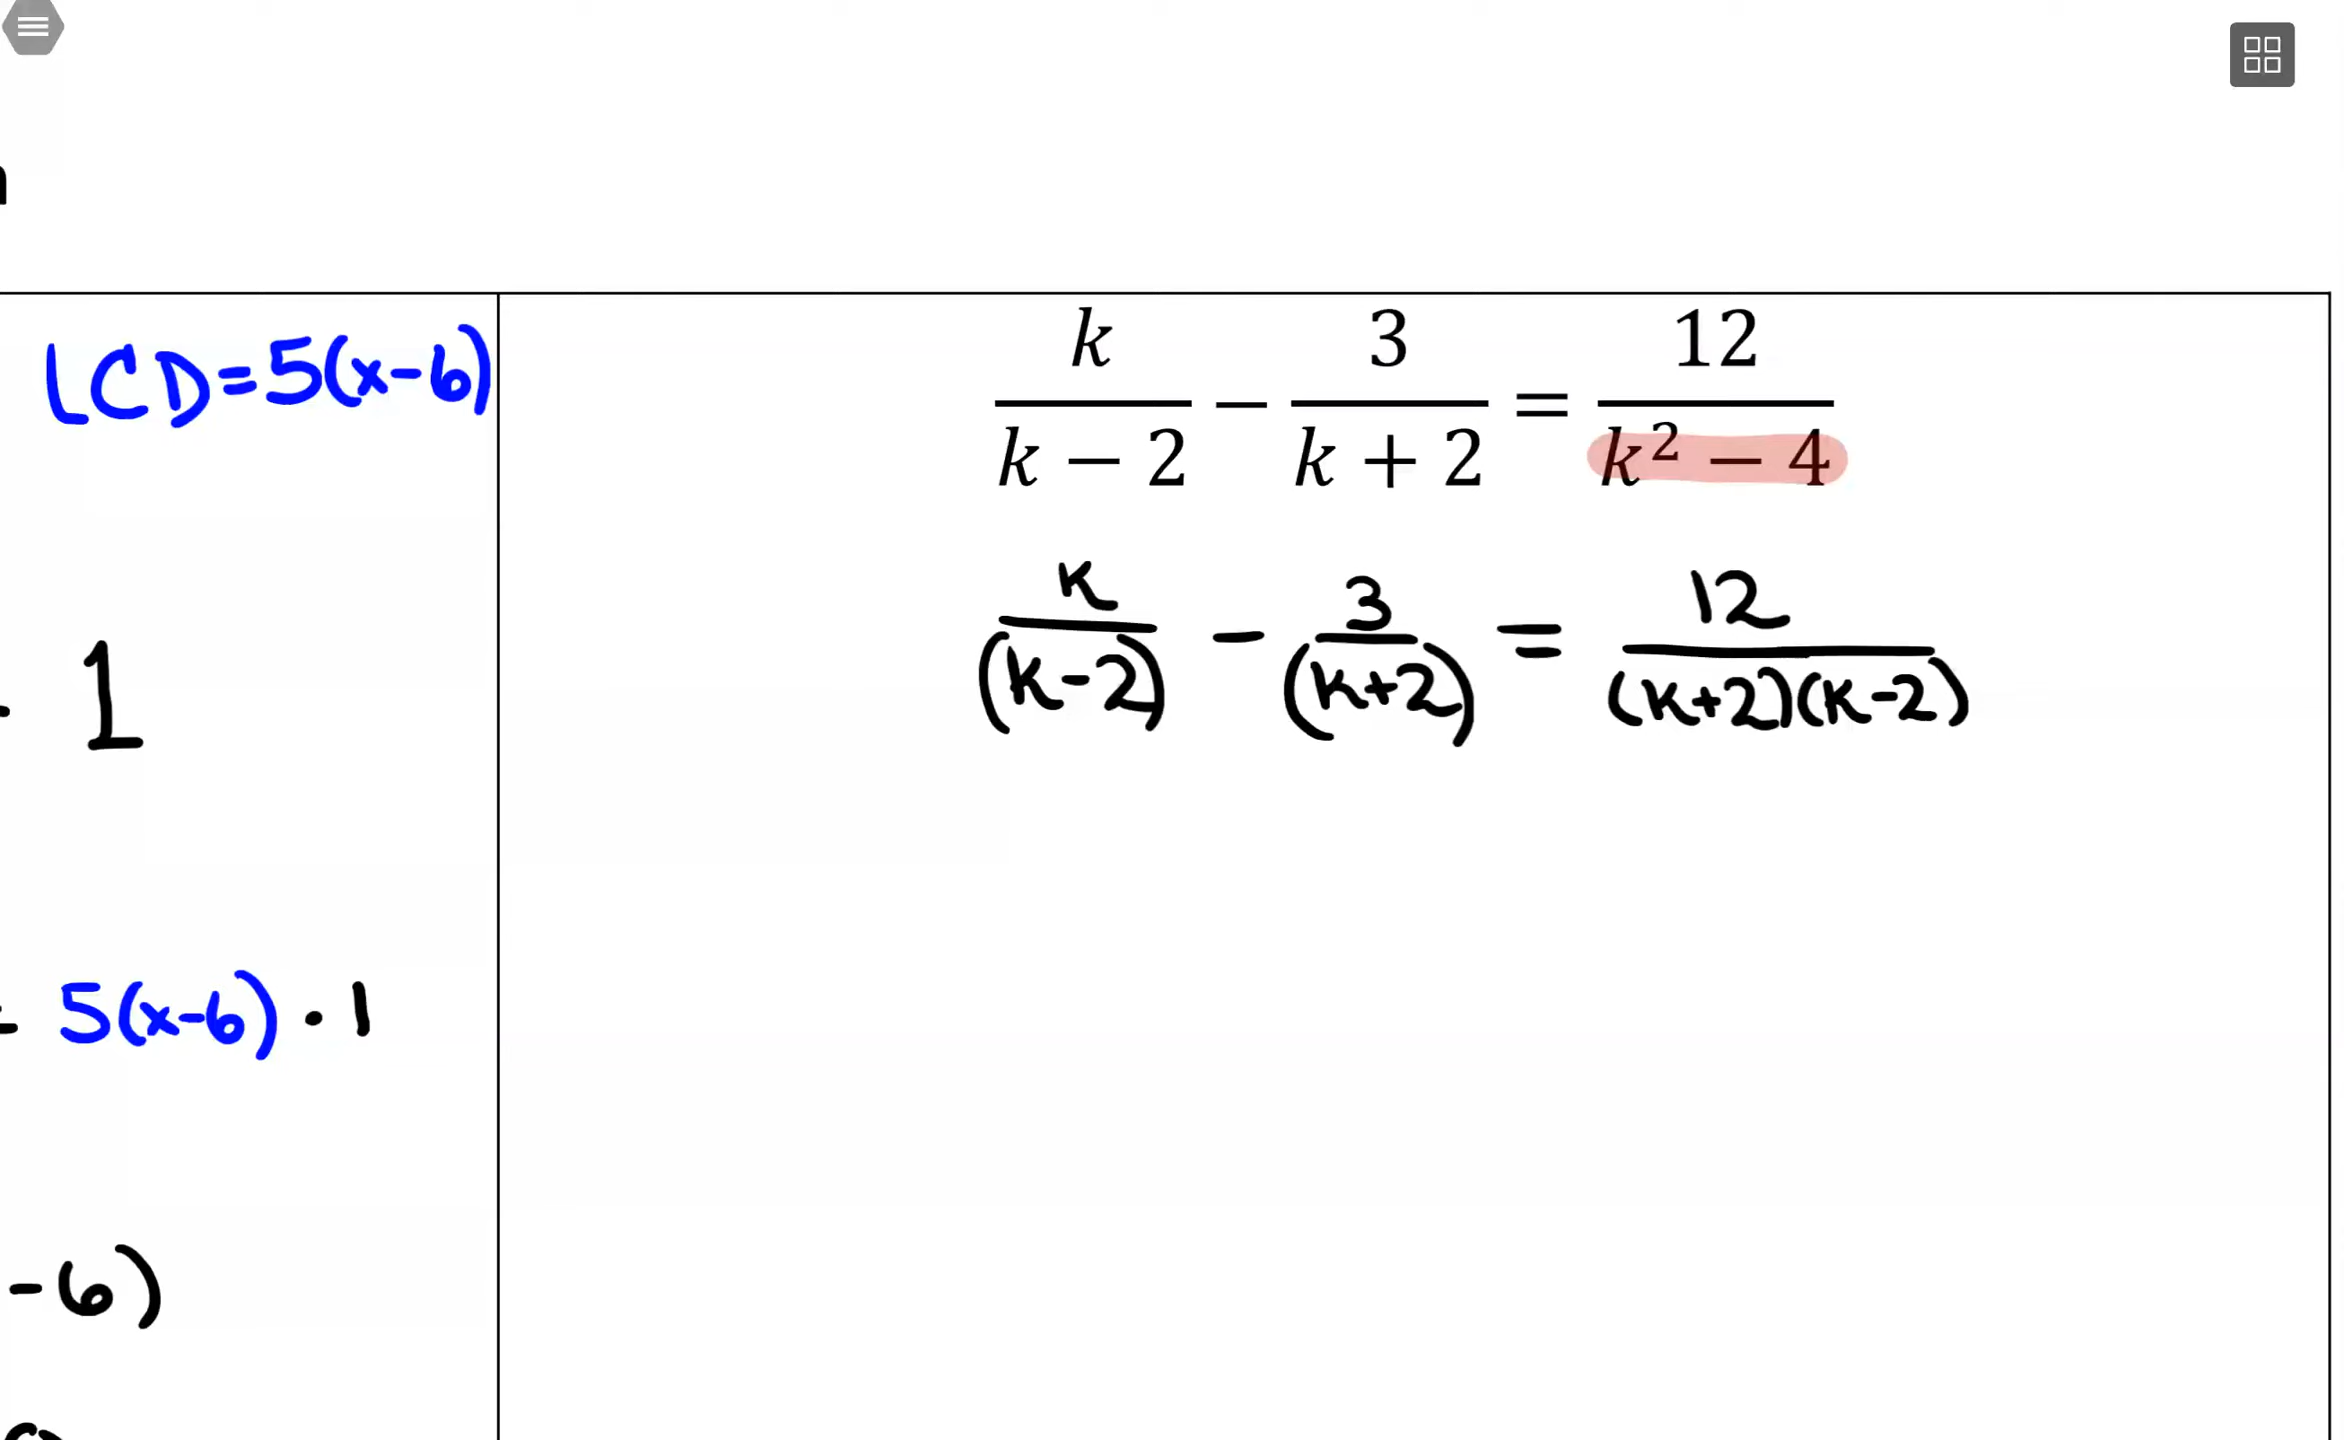 LCD=5(x-6)
k/(k − 2) − 3/(k + 2) = 12/(k² − 4)
K/(K-2) - 3/(K+2) = 12/((K+2)(K-2))
1
5(x-6) · 1
-6)